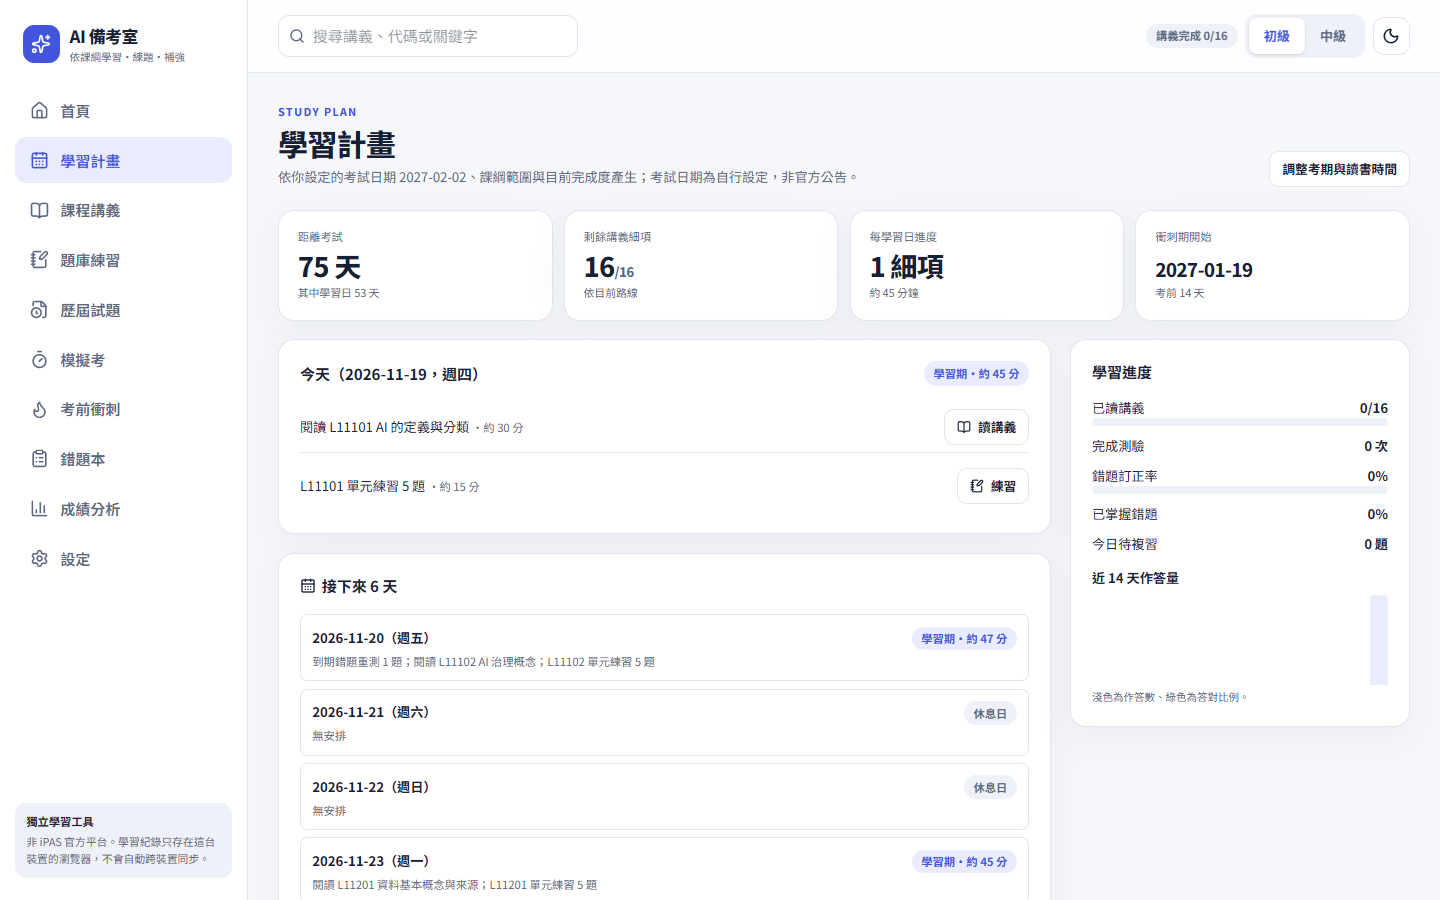 AI 備考室
依課綱學習・練題・補強
首頁
學習計畫
課程講義
題庫練習
歷屆試題
模擬考
考前衝刺
錯題本
成績分析
設定
獨立學習工具
非 iPAS 官方平台。學習紀錄只存在這台
裝置的瀏覽器，不會自動跨裝置同步。
搜尋講義、代碼或關鍵字
講義完成 0/16
初級
中級
STUDY PLAN
學習計畫
依你設定的考試日期 2027-02-02、課綱範圍與目前完成度產生；考試日期為自行設定，非官方公告。
調整考期與讀書時間
距離考試
75 天
其中學習日 53 天
剩餘講義細項
16/16
依目前路線
每學習日進度
1 細項
約 45 分鐘
衝刺期開始
2027-01-19
考前 14 天
今天（2026-11-19，週四）
學習期・約 45 分
閱讀 L11101 AI 的定義與分類 ・約 30 分
讀講義
L11101 單元練習 5 題 ・約 15 分
練習
接下來 6 天
2026-11-20（週五）
學習期・約 47 分
到期錯題重測 1 題；閱讀 L11102 AI 治理概念；L11102 單元練習 5 題
2026-11-21（週六）
休息日
無安排
2026-11-22（週日）
休息日
無安排
2026-11-23（週一）
學習期・約 45 分
閱讀 L11201 資料基本概念與來源；L11201 單元練習 5 題
學習進度
已讀講義 0/16
完成測驗 0 次
錯題訂正率 0%
已掌握錯題 0%
今日待複習 0 題
近 14 天作答量
淺色為作答數、綠色為答對比例。